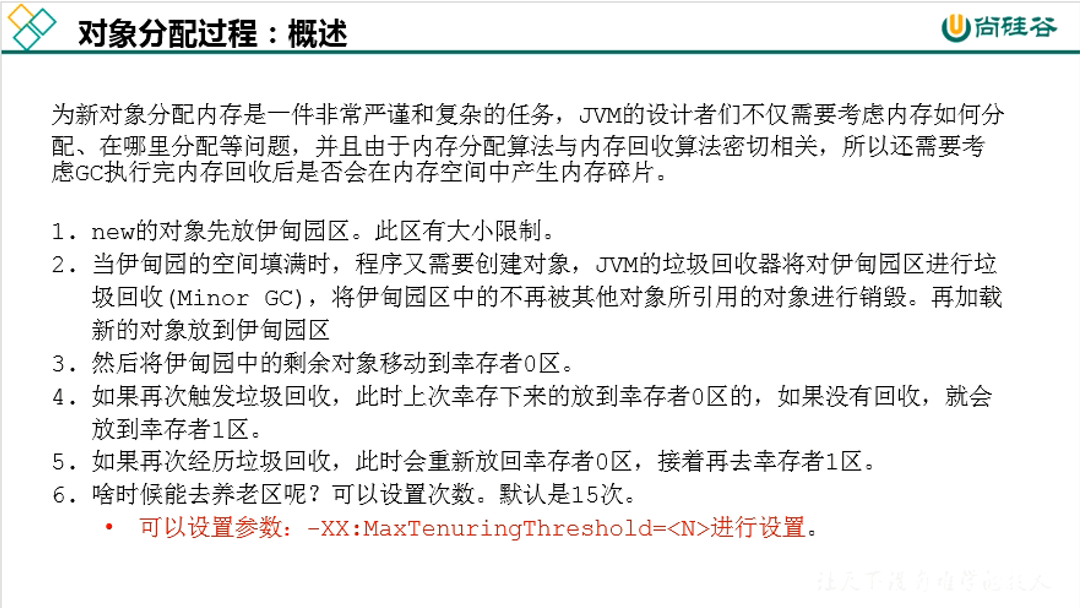 对象分配过程：概述
尚硅谷
为新对象分配内存是一件非常严谨和复杂的任务，JVM的设计者们不仅需要考虑内存如何分
配、在哪里分配等问题，并且由于内存分配算法与内存回收算法密切相关，所以还需要考
虑GC执行完内存回收后是否会在内存空间中产生内存碎片。
1. new的对象先放伊甸园区。此区有大小限制。
2. 当伊甸园的空间填满时，程序又需要创建对象，JVM的垃圾回收器将对伊甸园区进行垃
圾回收(Minor GC)，将伊甸园区中的不再被其他对象所引用的对象进行销毁。再加载
新的对象放到伊甸园区
3. 然后将伊甸园中的剩余对象移动到幸存者0区。
4. 如果再次触发垃圾回收，此时上次幸存下来的放到幸存者0区的，如果没有回收，就会
放到幸存者1区。
5. 如果再次经历垃圾回收，此时会重新放回幸存者0区，接着再去幸存者1区。
6. 啥时候能去养老区呢？可以设置次数。默认是15次。
• 可以设置参数：-XX:MaxTenuringThreshold=<N>进行设置。
让天下没有难学的技术